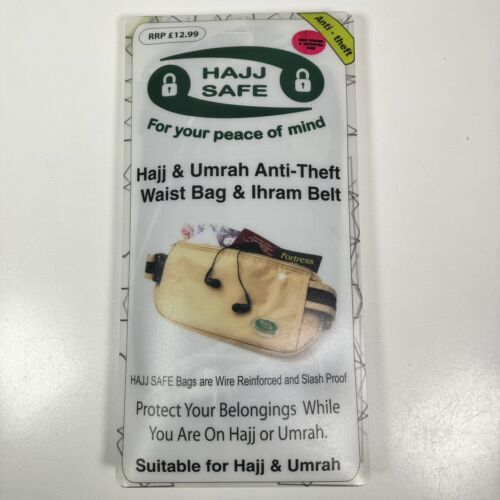 RRP £12.99
Anti - theft
HAJJ
SAFE
For your peace of mind
Hajj & Umrah Anti-Theft
Waist Bag & Ihram Belt
Fortress
HAJJ SAFE Bags are Wire Reinforced and Slash Proof
Protect Your Belongings While
You Are On Hajj or Umrah.
Suitable for Hajj & Umrah